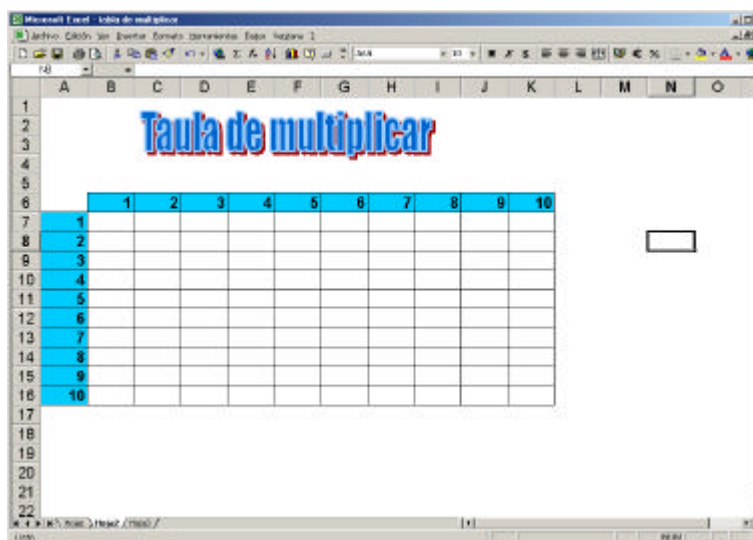 Microsoft Excel - tabla de multiplicar
Archivo Edición Ver Insertar Formato Herramientas Datos Ventana ?
N8 =
A B C D E F G H I J K L M N O
1
2 Taula de multiplicar
3
4
5
6 1 2 3 4 5 6 7 8 9 10
7 1
8 2
9 3
10 4
11 5
12 6
13 7
14 8
15 9
16 10
17
18
19
20
21
22
Hoja2